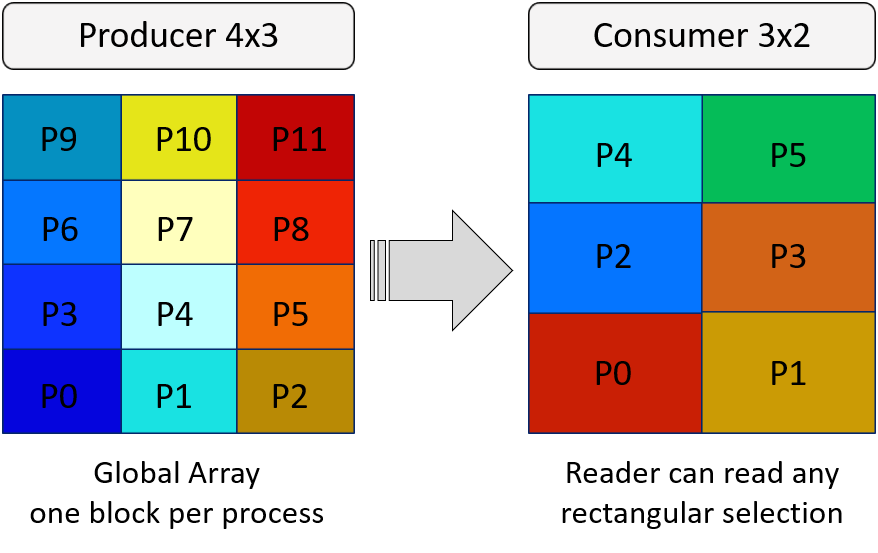 Producer 4x3
Consumer 3x2
P9 P10 P11
P6 P7 P8
P3 P4 P5
P0 P1 P2
P4 P5
P2 P3
P0 P1
Global Array
one block per process
Reader can read any
rectangular selection